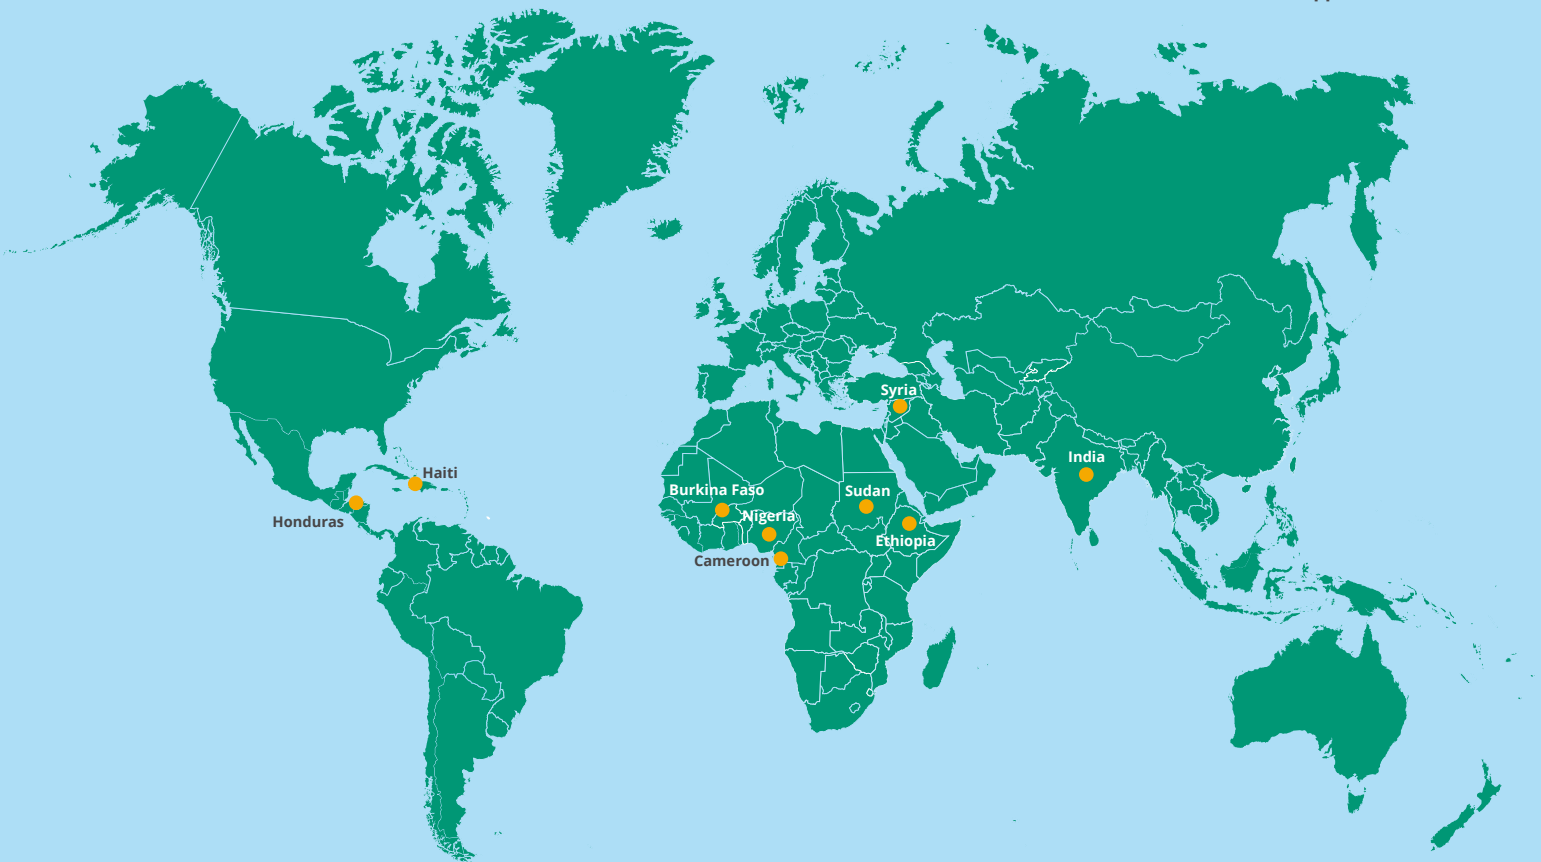 Syria
India
Haiti
Burkina Faso
Sudan
Nigeria
Honduras
Ethiopia
Cameroon